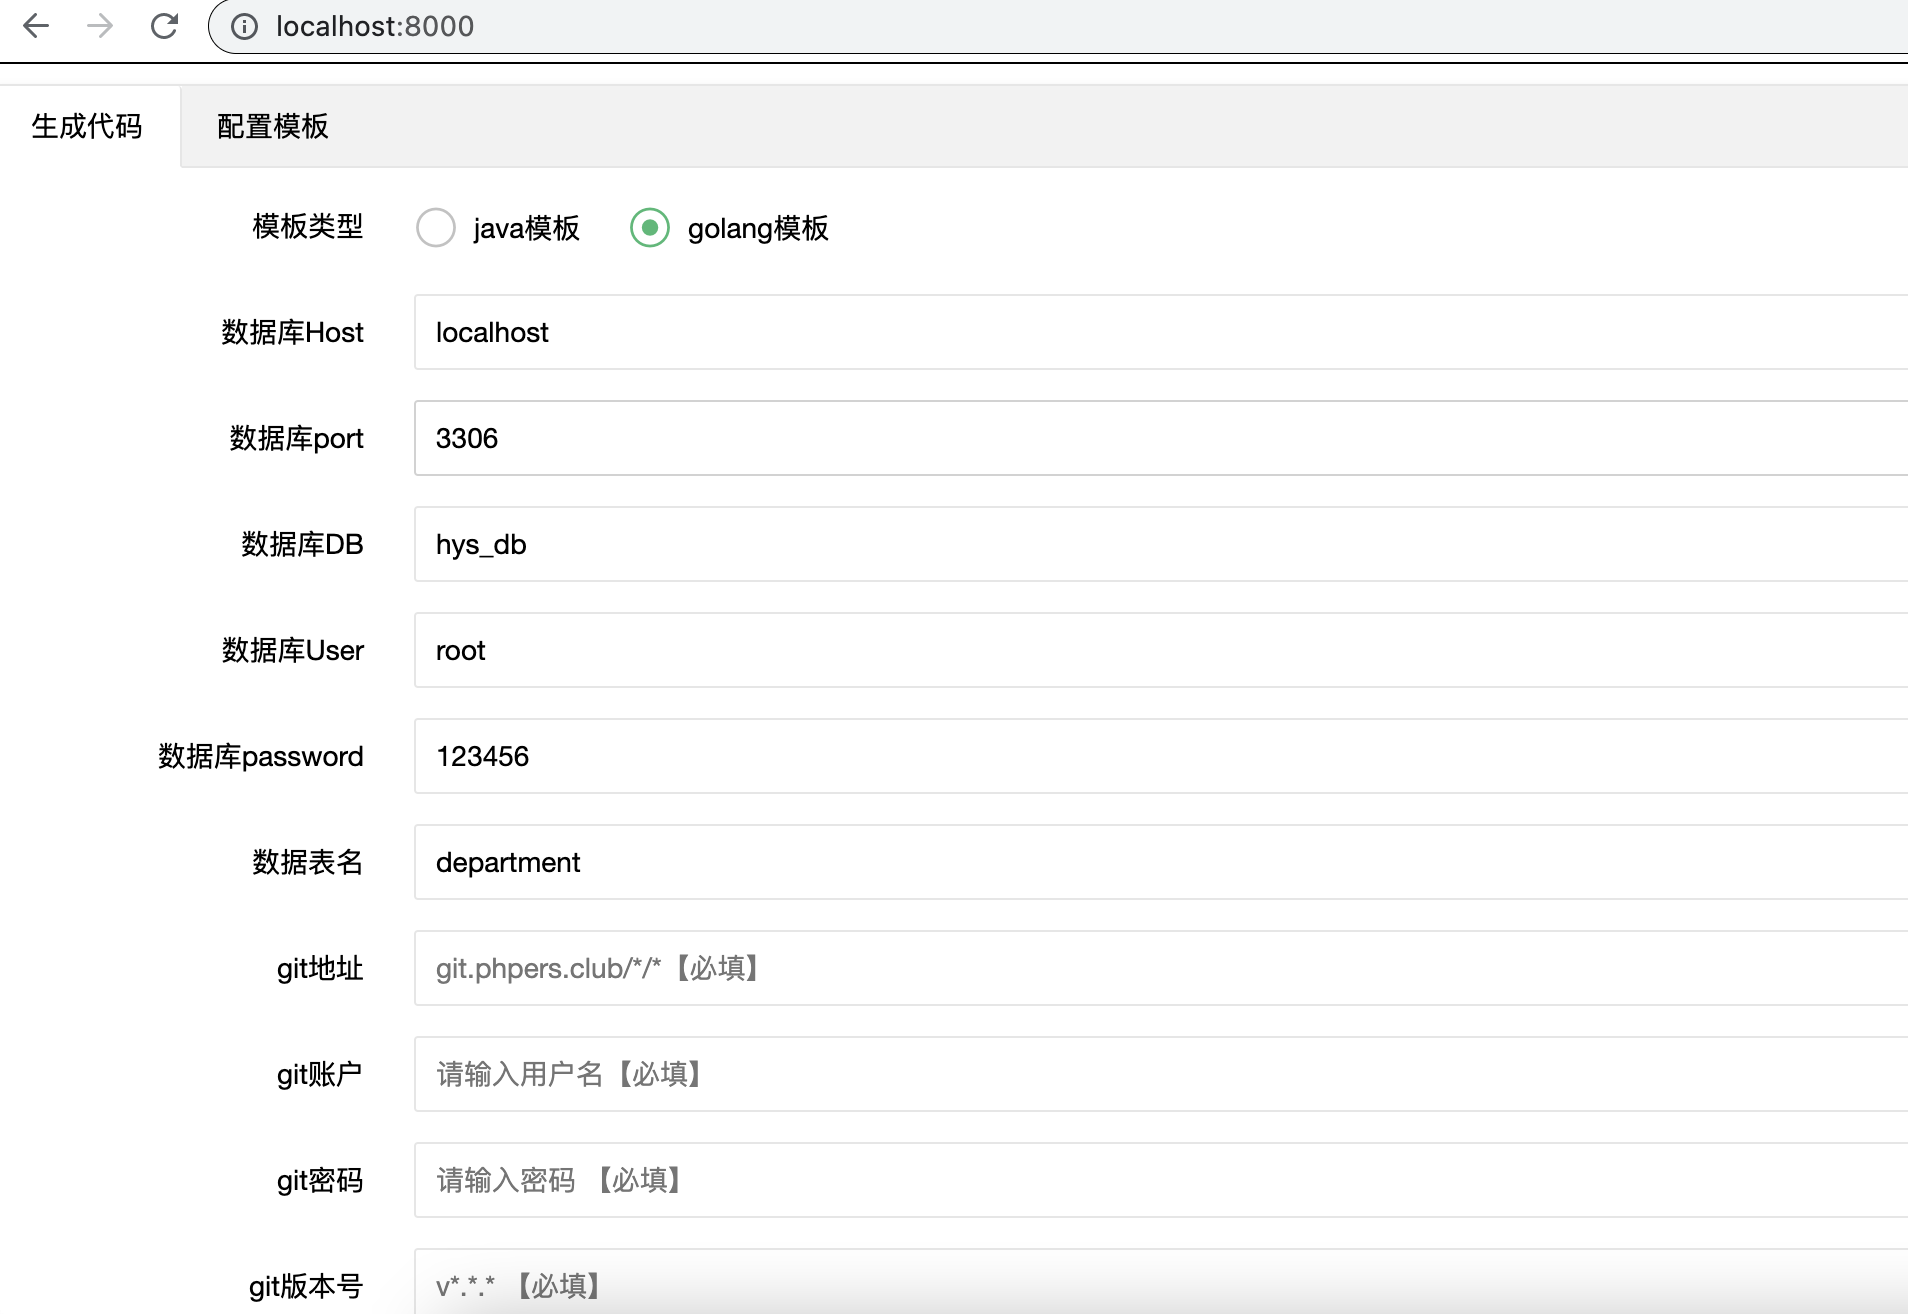 localhost:8000
生成代码 配置模板
模板类型 java模板 golang模板
数据库Host localhost
数据库port 3306
数据库DB hys_db
数据库User root
数据库password 123456
数据表名 department
git地址 git.phpers.club/*/*【必填】
git账户 请输入用户名【必填】
git密码 请输入密码 【必填】
git版本号 v*.*.* 【必填】